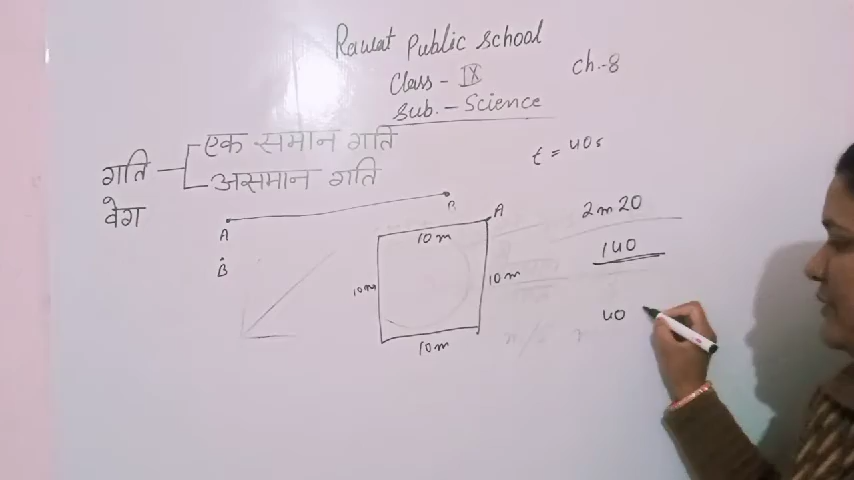 Rawat Public School
Class - IX
Ch.-8
Sub. - Science
गति
एक समान गति
असमान गति
वेग
t = 40s
A
B
B
A
10m
10m
10m
10m
2m20
140
40